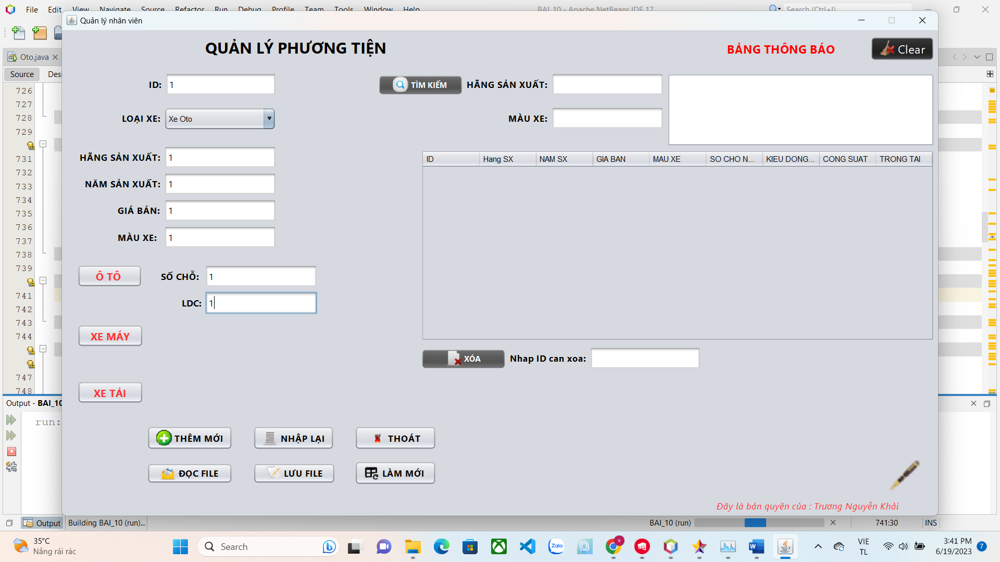 File Edit View Navigate Source Refactor Run Debug Profile Team Tools Window Help
BAI_10 - Apache NetBeans IDE 17
Search (Ctrl+I)
Quản lý nhân viên
QUẢN LÝ PHƯƠNG TIỆN
BẢNG THÔNG BÁO
Clear
Oto.java
Source
Desi
ID: 1
TÌM KIẾM
HÃNG SẢN XUẤT:
LOẠI XE: Xe Oto
MÀU XE:
HÃNG SẢN XUẤT: 1
NĂM SẢN XUẤT: 1
GIÁ BÁN: 1
MÀU XE: 1
ID Hang SX NAM SX GIA BAN MAU XE SO CHO N... KIEU DONG... CONG SUAT TRONG TAI
Ô TÔ
SỐ CHỖ: 1
LDC: 1
XE MÁY
XE TẢI
XÓA
Nhap ID can xoa:
THÊM MỚI
NHẬP LẠI
THOÁT
ĐỌC FILE
LƯU FILE
LÀM MỚI
Đây là bản quyền của : Trương Nguyễn Khải
726
727
728
729
731
732
733
734
735
736
737
738
739
741
742
743
744
747
748
Output - BAI_10
run:
Output
Building BAI_10 (run)...
BAI_10 (run)
741:30
INS
35°C
Nắng rải rác
Search
Zalo
V
VIE
TL
3:41 PM
6/19/2023
7